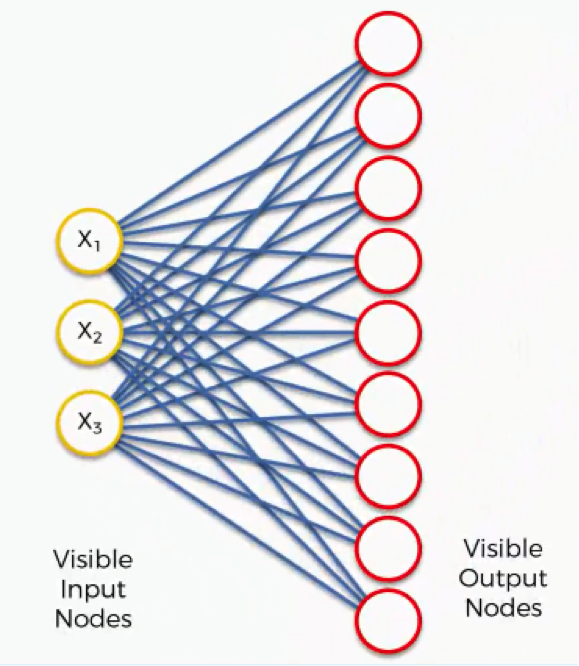 X₁
X₂
X₃
Visible
Input
Nodes
Visible
Output
Nodes